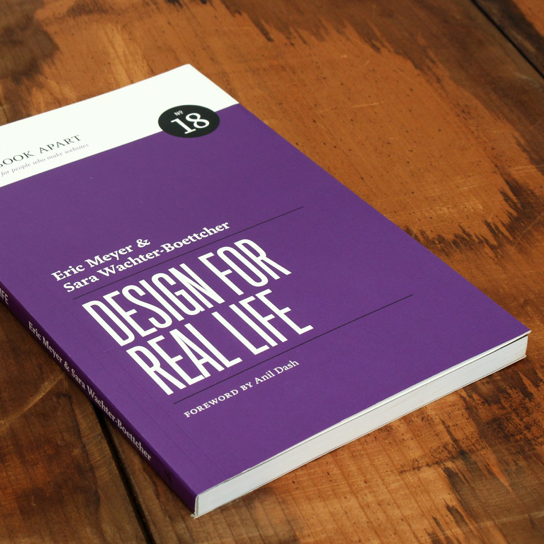 BOOK APART
for people who make websites
No
18
Eric Meyer &
Sara Wachter-Boettcher
DESIGN FOR
REAL LIFE
FOREWORD BY Anil Dash
Eric Meyer & Sara Wachter-Boettcher